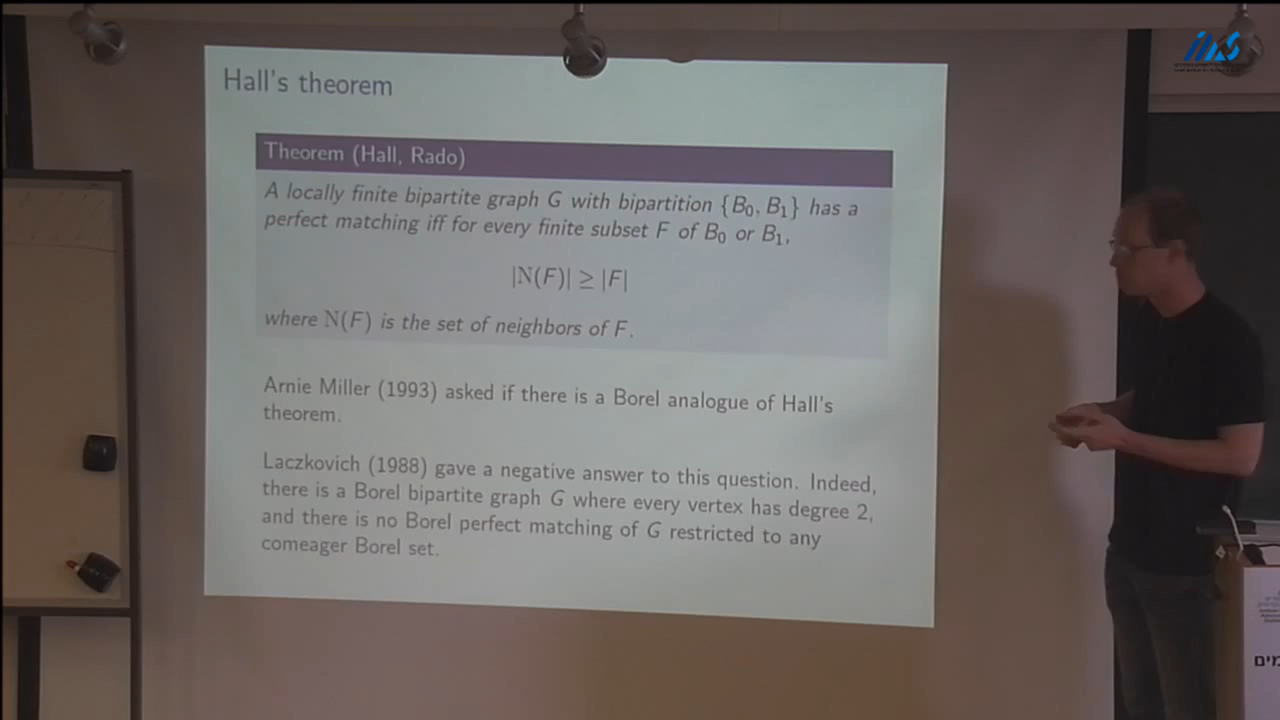 Hall's theorem
Theorem (Hall, Rado)
A locally finite bipartite graph G with bipartition {B₀, B₁} has a
perfect matching iff for every finite subset F of B₀ or B₁,
|N(F)| ≥ |F|
where N(F) is the set of neighbors of F.
Arnie Miller (1993) asked if there is a Borel analogue of Hall's
theorem.
Laczkovich (1988) gave a negative answer to this question. Indeed,
there is a Borel bipartite graph G where every vertex has degree 2,
and there is no Borel perfect matching of G restricted to any
comeager Borel set.